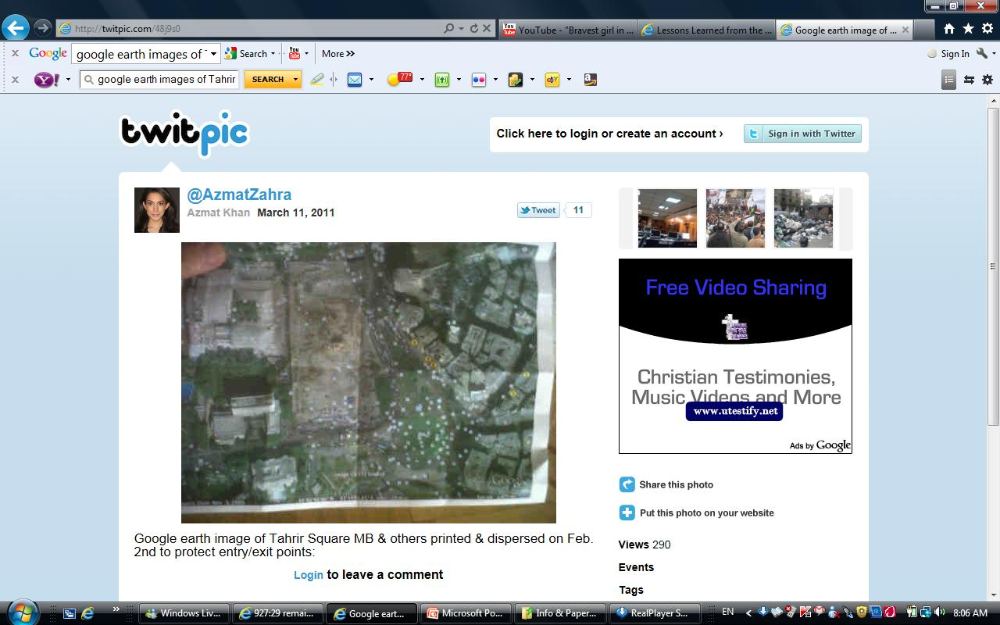 http://twitpic.com/48j9s0
YouTube - "Bravest girl in ...
Lessons Learned from the ...
Google earth image of ...
Google
google earth images of T
Search
More »
Sign In
Y!
google earth images of Tahrir
SEARCH
77°
twitpic
Click here to login or create an account ›
Sign in with Twitter
@AzmatZahra
Azmat Khan March 11, 2011
Tweet
11
Google earth image of Tahrir Square MB & others printed & dispersed on Feb.
2nd to protect entry/exit points:
Login to leave a comment
Free Video Sharing
Christian Testimonies,
Music Videos and More
www.utestify.net
Ads by Google
Share this photo
Put this photo on your website
Views 290
Events
Tags
Windows Liv...
927:29 remai...
Google eart...
Microsoft Po...
Info & Paper...
RealPlayer S...
EN
8:06 AM